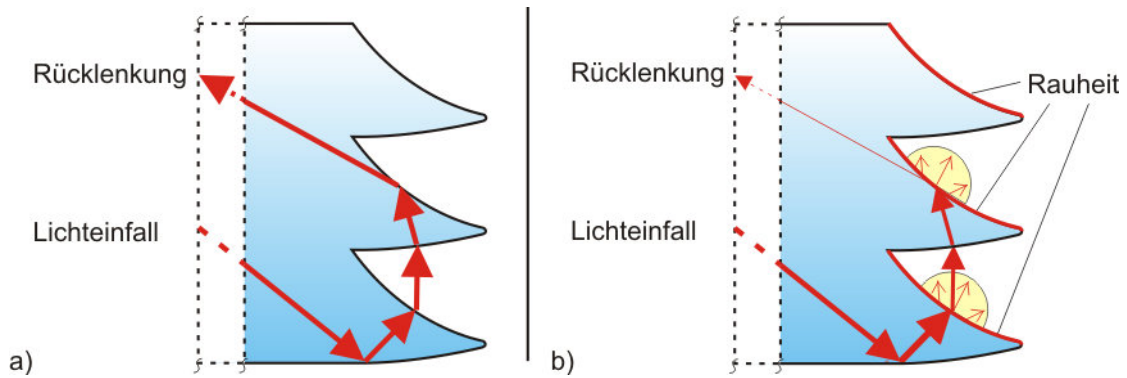 Rücklenkung
Lichteinfall
a)
Rücklenkung
Rauheit
Lichteinfall
b)